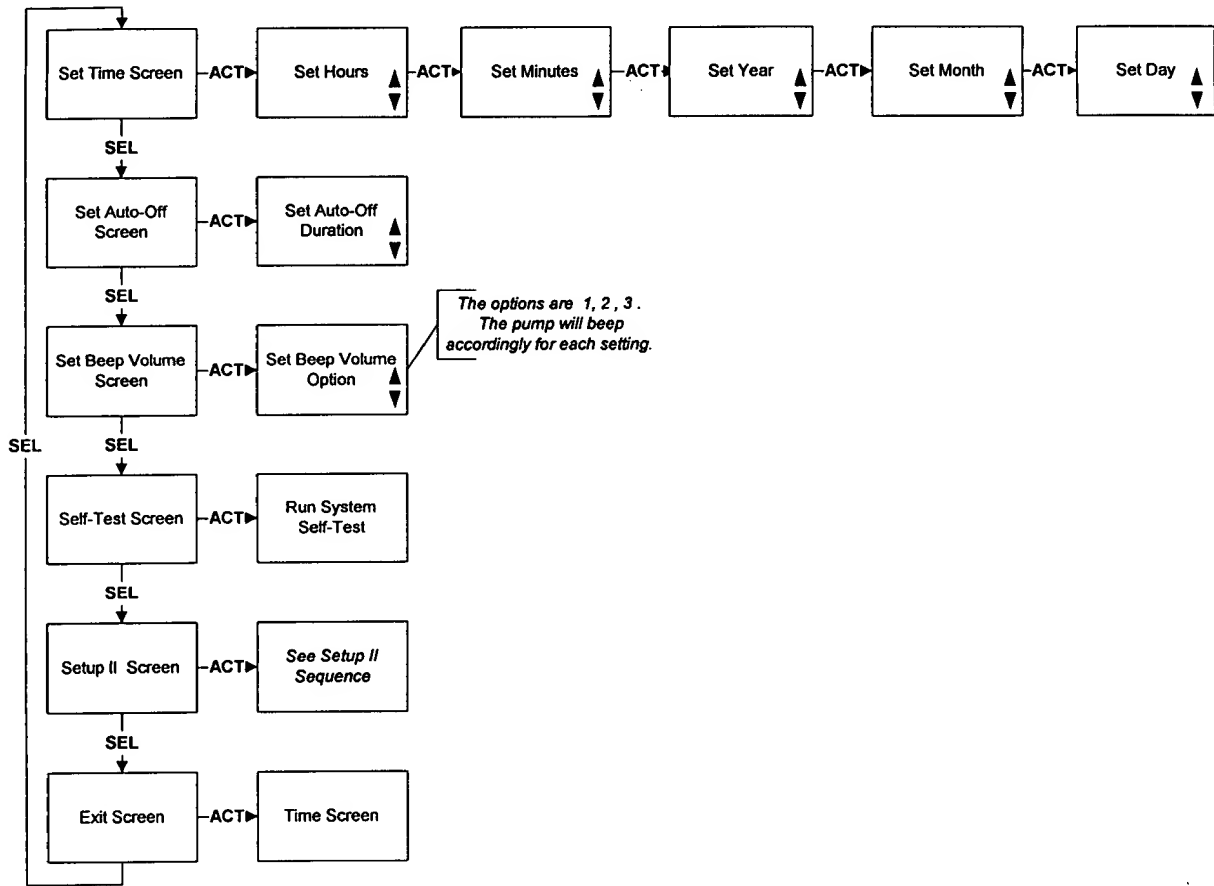 Set Time Screen
ACT
Set Hours
ACT
Set Minutes
ACT
Set Year
ACT
Set Month
ACT
Set Day
SEL
Set Auto-Off
Screen
ACT
Set Auto-Off
Duration
SEL
The options are 1, 2 , 3 .
The pump will beep
accordingly for each setting.
Set Beep Volume
Screen
ACT
Set Beep Volume
Option
SEL
SEL
Self-Test Screen
ACT
Run System
Self-Test
SEL
Setup II Screen
ACT
See Setup II
Sequence
SEL
Exit Screen
ACT
Time Screen